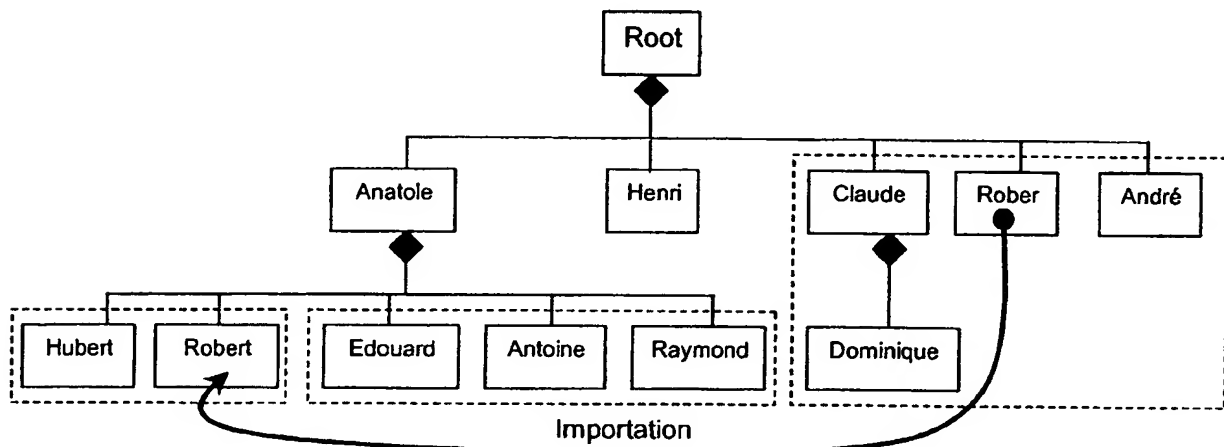 Root
Anatole
Henri
Claude
Rober
André
Hubert
Robert
Edouard
Antoine
Raymond
Dominique
Importation